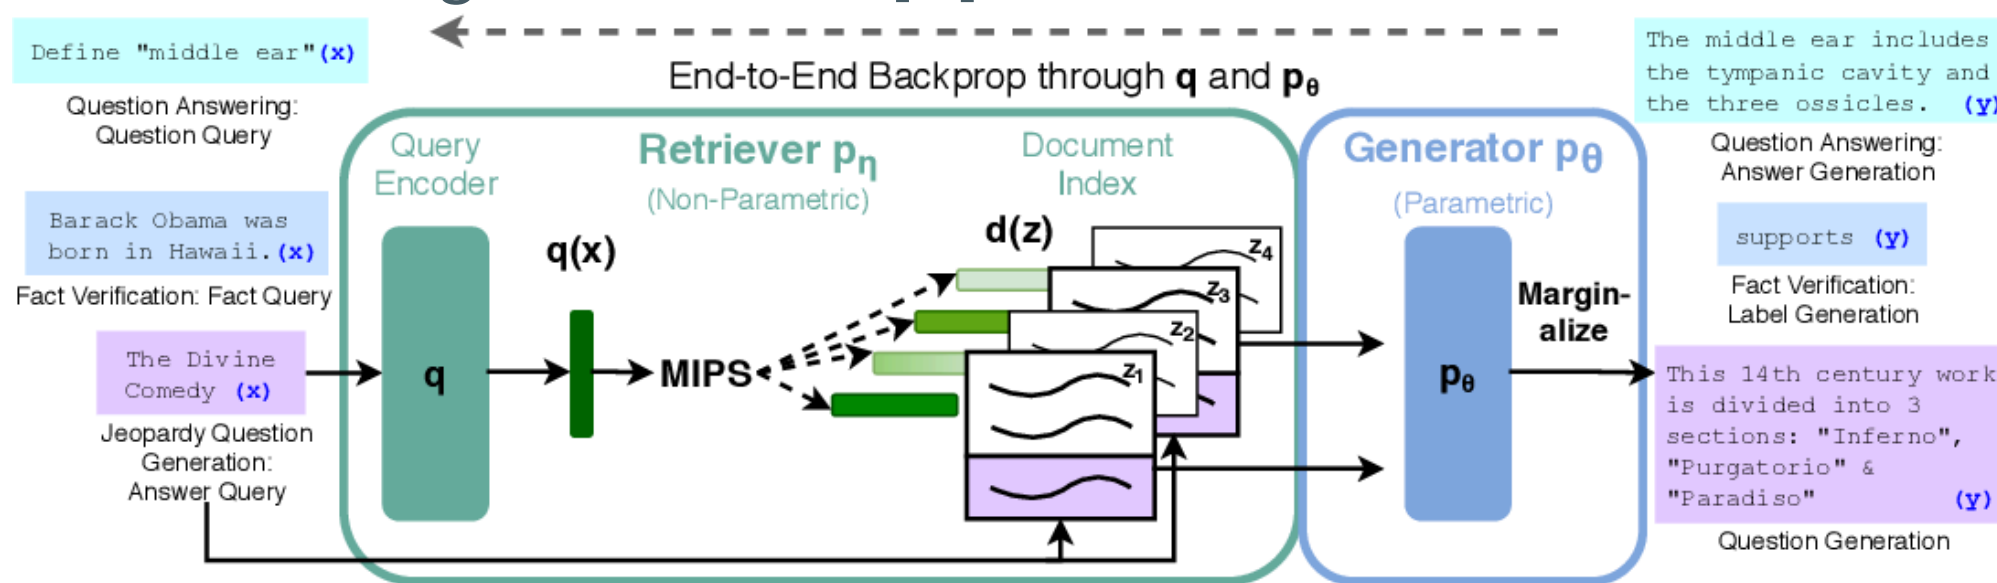 Define "middle ear" (x)
Question Answering:
Question Query
Barack Obama was
born in Hawaii. (x)
Fact Verification: Fact Query
The Divine
Comedy (x)
Jeopardy Question
Generation:
Answer Query
End-to-End Backprop through q and pθ
Query
Encoder
Retriever pη
(Non-Parametric)
Document
Index
q
q(x)
MIPS
d(z)
z4
z3
z2
z1
Generator pθ
(Parametric)
pθ
Margin-
alize
The middle ear includes
the tympanic cavity and
the three ossicles. (y)
Question Answering:
Answer Generation
supports (y)
Fact Verification:
Label Generation
This 14th century work
is divided into 3
sections: "Inferno",
"Purgatorio" &
"Paradiso" (y)
Question Generation